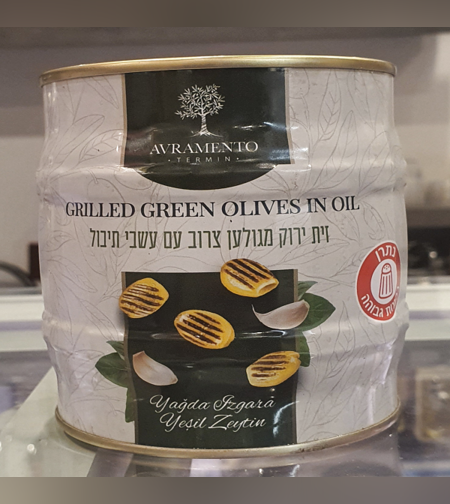 AVRAMENTO
• TERMIN •
GRILLED GREEN OLIVES IN OIL
זית ירוק מגולען צרוב עם עשבי תיבול
נתרן
גבוהה
Yağda Izgara
Yeşil Zeytin